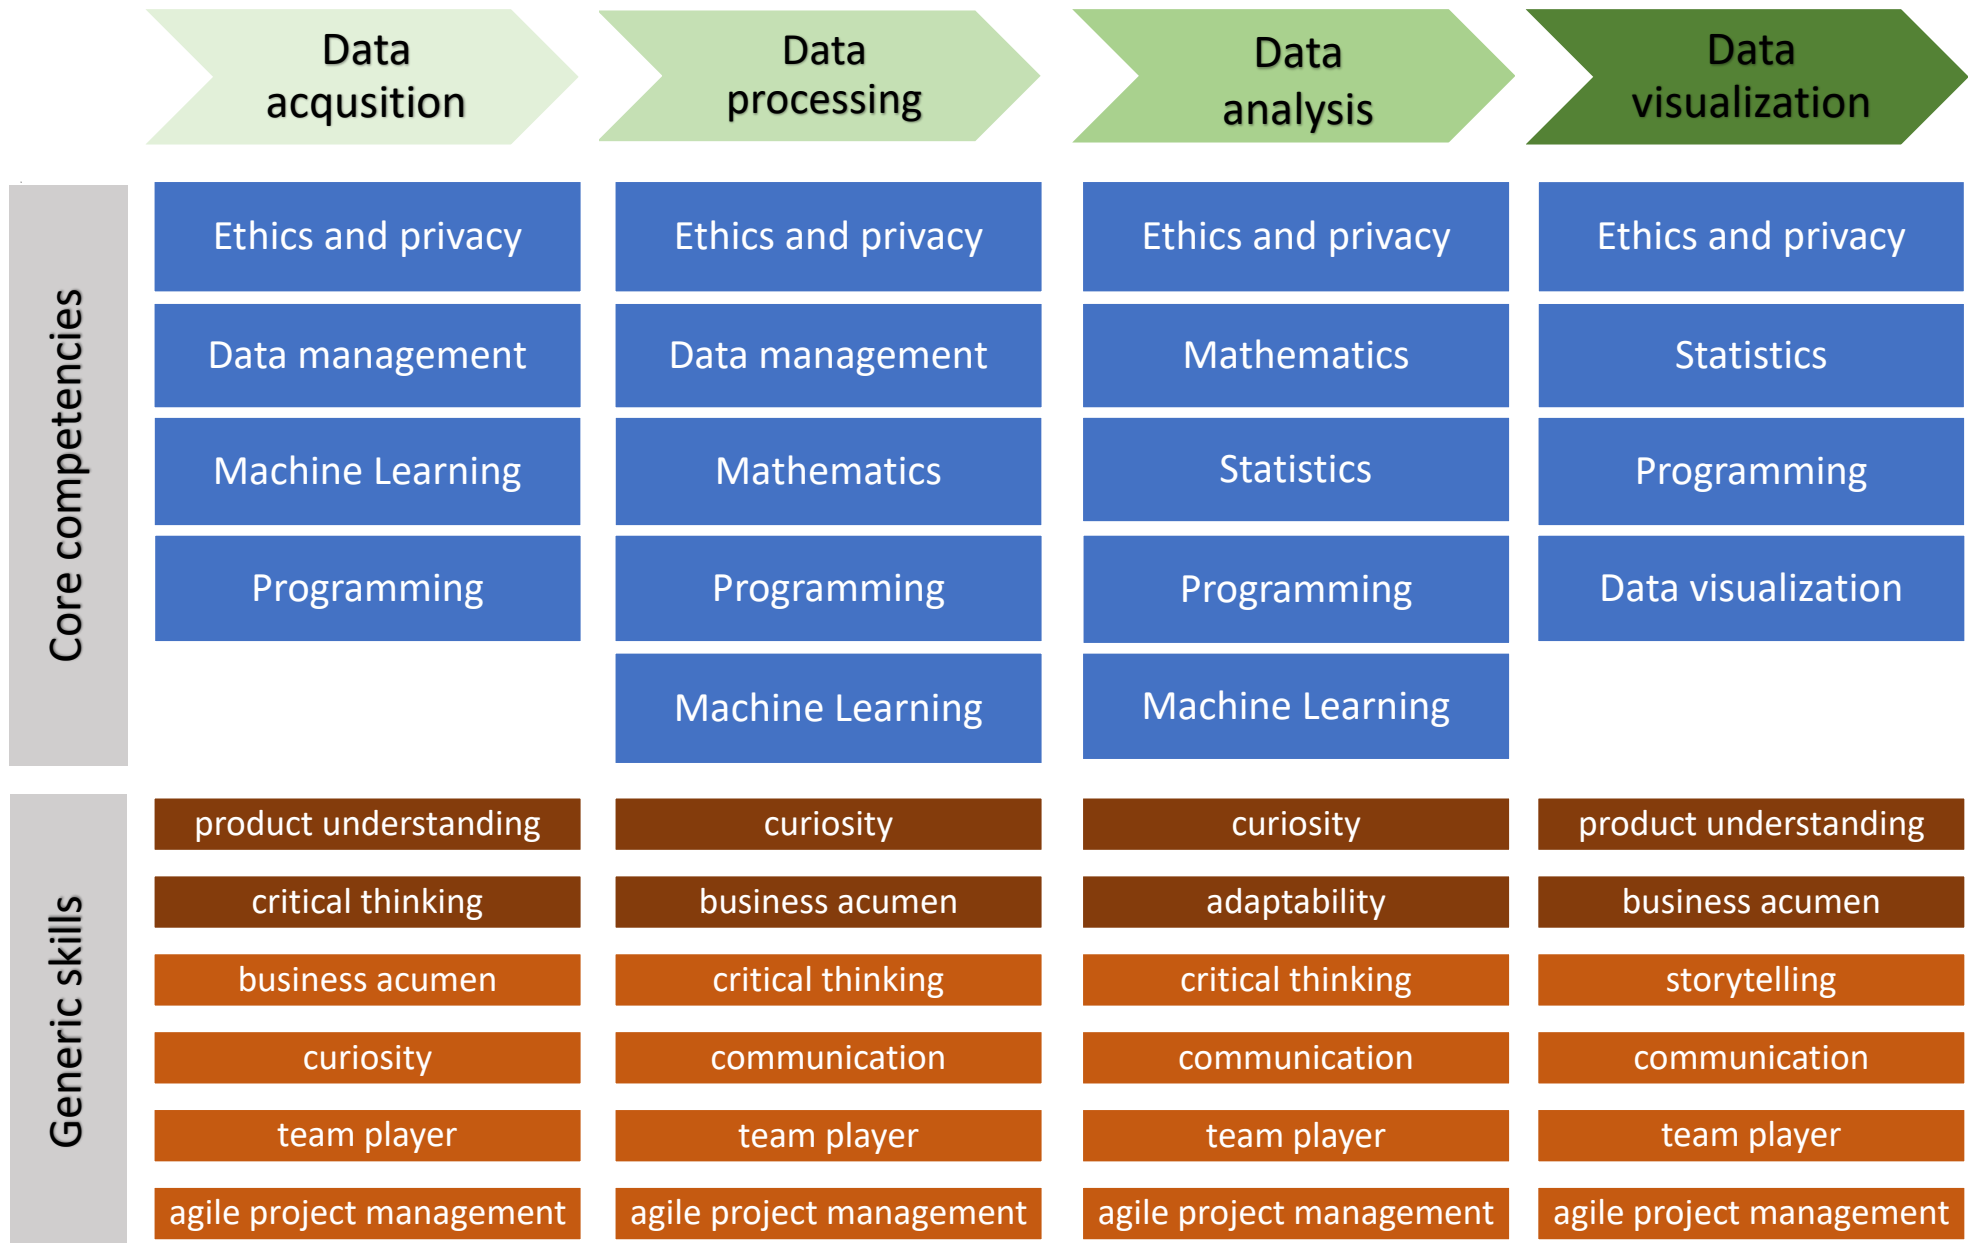 Data
acqusition
Data
processing
Data
analysis
Data
visualization
Core competencies
Ethics and privacy
Ethics and privacy
Ethics and privacy
Ethics and privacy
Data management
Data management
Mathematics
Statistics
Machine Learning
Mathematics
Statistics
Programming
Programming
Programming
Programming
Data visualization
Machine Learning
Machine Learning
Generic skills
product understanding
curiosity
curiosity
product understanding
critical thinking
business acumen
adaptability
business acumen
business acumen
critical thinking
critical thinking
storytelling
curiosity
communication
communication
communication
team player
team player
team player
team player
agile project management
agile project management
agile project management
agile project management